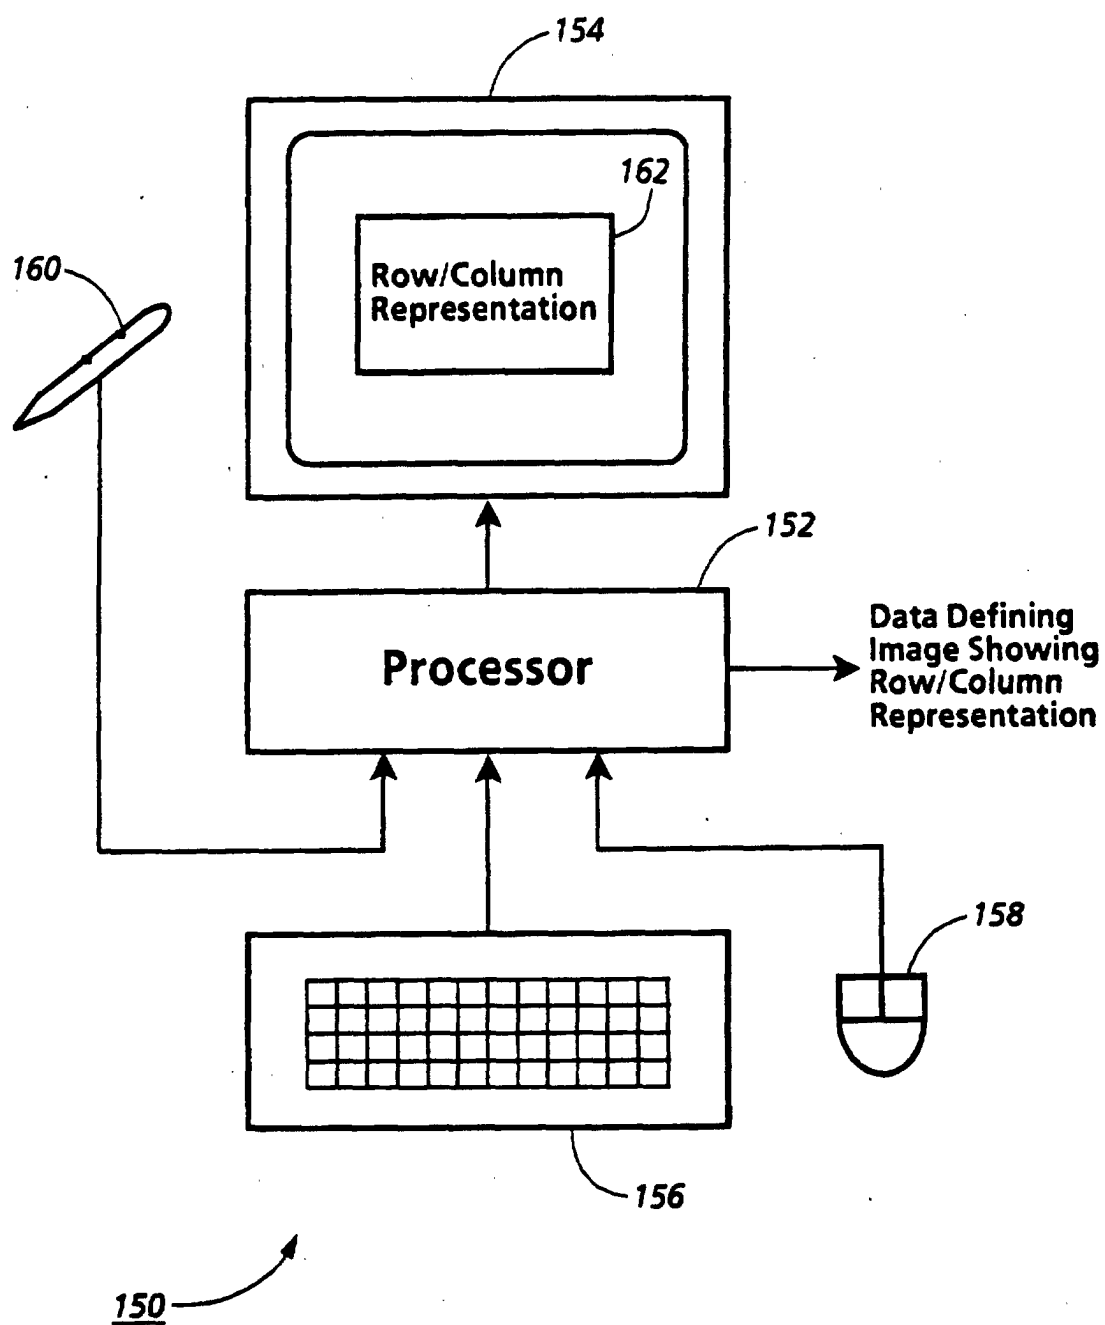 154
162
160
Row/Column
Representation
152
Processor
Data Defining
Image Showing
Row/Column
Representation
158
156
150